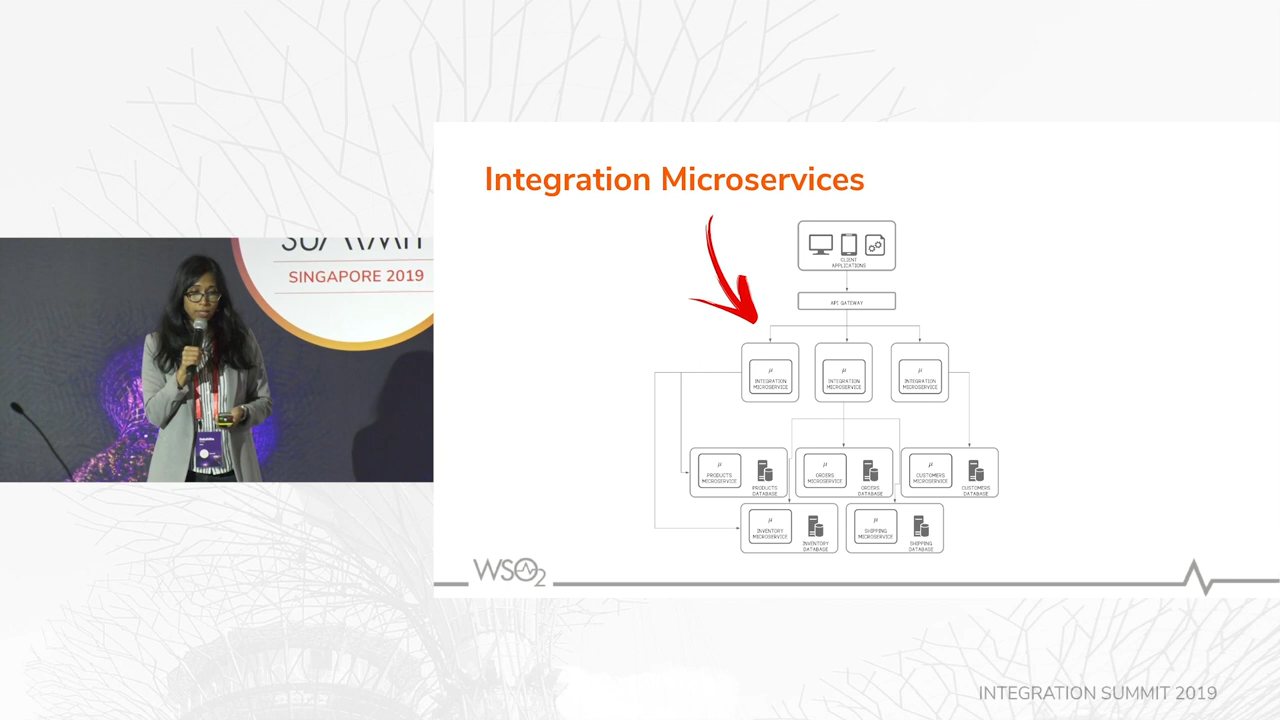 SUMMIT
SINGAPORE 2019
Integration Microservices
CLIENT
APPLICATIONS
API GATEWAY
μ
INTEGRATION
MICROSERVICE
μ
INTEGRATION
MICROSERVICE
μ
INTEGRATION
MICROSERVICE
μ
PRODUCTS
MICROSERVICE
PRODUCTS
DATABASE
μ
ORDERS
MICROSERVICE
ORDERS
DATABASE
μ
CUSTOMERS
MICROSERVICE
CUSTOMERS
DATABASE
μ
INVENTORY
MICROSERVICE
INVENTORY
DATABASE
μ
SHIPPING
MICROSERVICE
SHIPPING
DATABASE
WSO2
INTEGRATION SUMMIT 2019